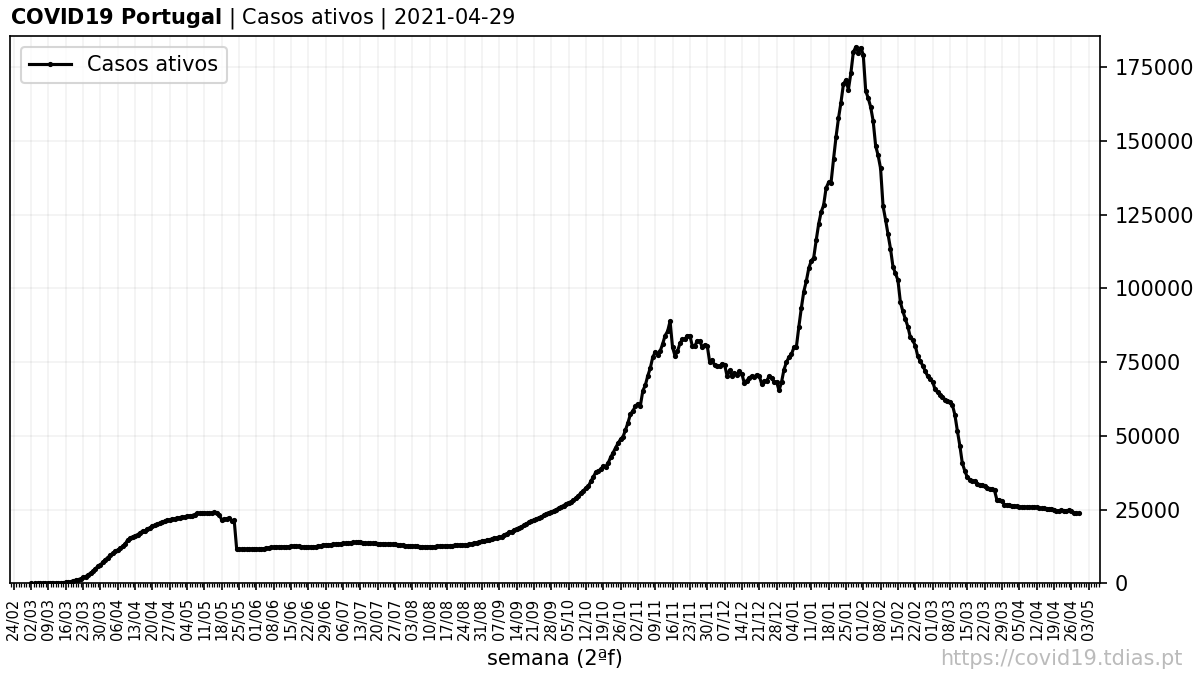 COVID19 Portugal | Casos ativos | 2021-04-29
Casos ativos
175000
150000
125000
100000
75000
50000
25000
0
24/02 02/03 09/03 16/03 23/03 30/03 06/04 13/04 20/04 27/04 04/05 11/05 18/05 25/05 01/06 08/06 15/06 22/06 29/06 06/07 13/07 20/07 27/07 03/08 10/08 17/08 24/08 31/08 07/09 14/09 21/09 28/09 05/10 12/10 19/10 26/10 02/11 09/11 16/11 23/11 30/11 07/12 14/12 21/12 28/12 04/01 11/01 18/01 25/01 01/02 08/02 15/02 22/02 01/03 08/03 15/03 22/03 29/03 05/04 12/04 19/04 26/04 03/05
semana (2ªf)
https://covid19.tdias.pt